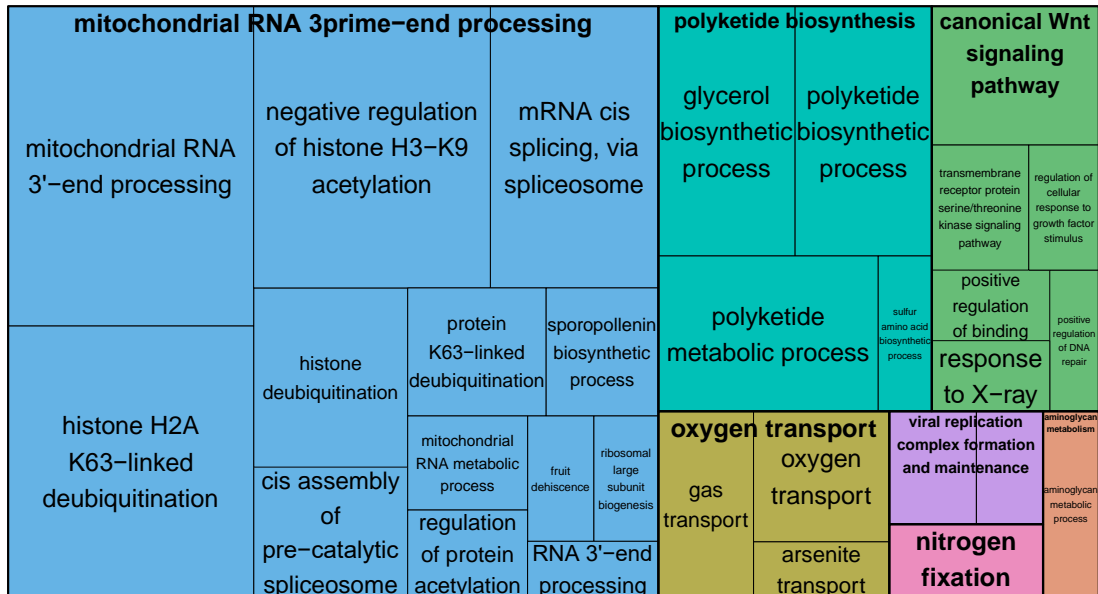 mitochondrial RNA 3prime−end processing
mitochondrial RNA
3'−end processing
negative regulation
of histone H3−K9
acetylation
mRNA cis
splicing, via
spliceosome
histone H2A
K63−linked
deubiquitination
histone
deubiquitination
protein
K63−linked
deubiquitination
sporopollenin
biosynthetic
process
cis assembly
of
pre−catalytic
spliceosome
mitochondrial
RNA metabolic
process
fruit
dehiscence
ribosomal
large
subunit
biogenesis
regulation
of protein
acetylation
RNA 3'−end
processing
polyketide biosynthesis
glycerol
biosynthetic
process
polyketide
biosynthetic
process
polyketide
metabolic process
sulfur
amino acid
biosynthetic
process
canonical Wnt
signaling
pathway
transmembrane
receptor protein
serine/threonine
kinase signaling
pathway
regulation of
cellular
response to
growth factor
stimulus
positive
regulation
of binding
response
to X−ray
positive
regulation
of DNA
repair
oxygen transport
gas
transport
oxygen
transport
arsenite
transport
viral replication
complex formation
and maintenance
nitrogen
fixation
aminoglycan
metabolism
aminoglycan
metabolic
process